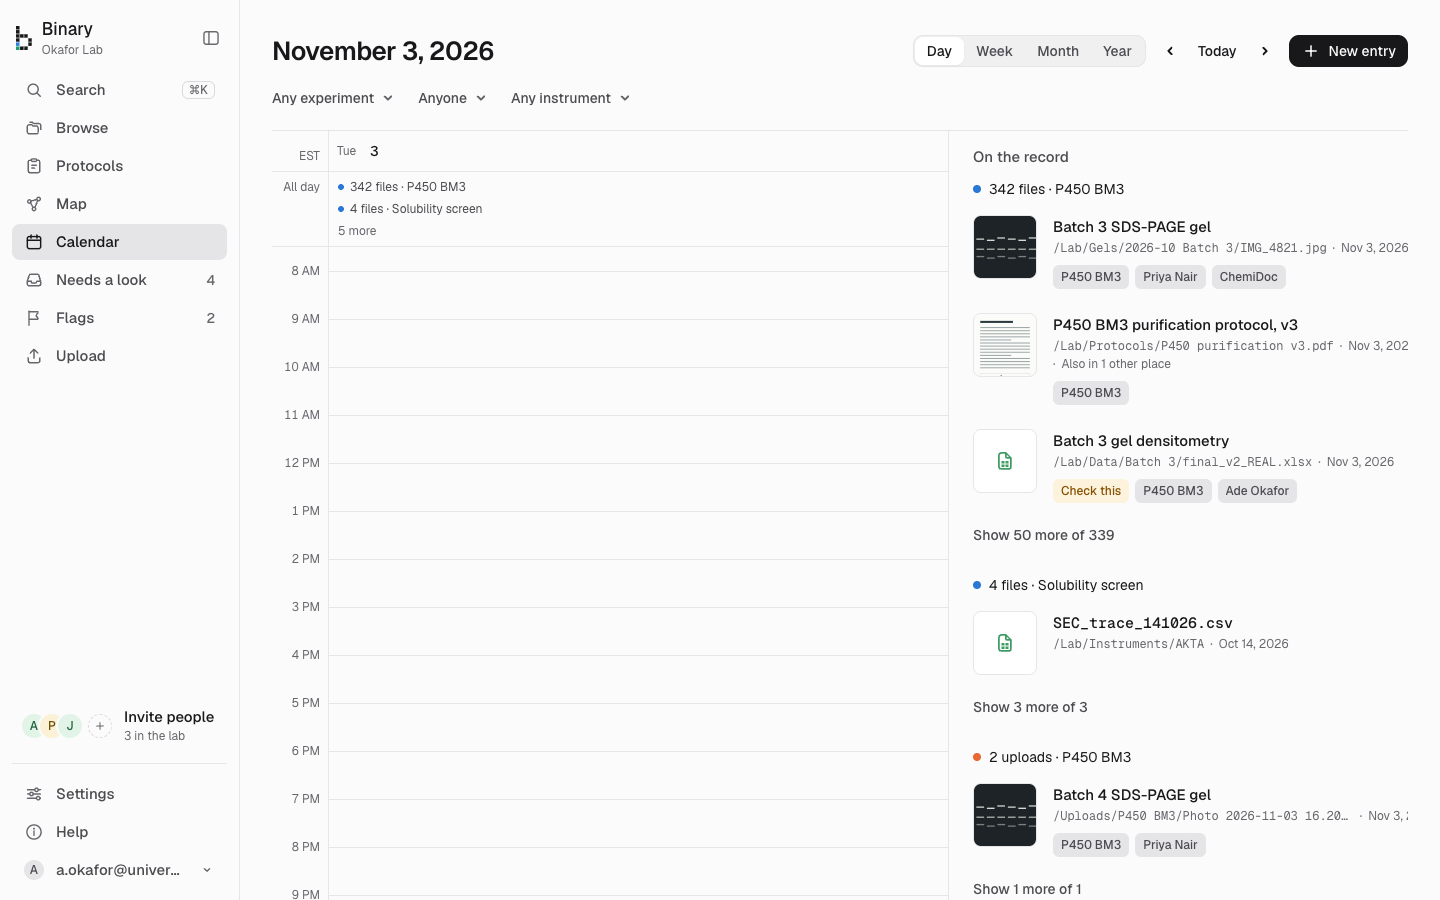 Binary
Okafor Lab
Search
⌘K
Browse
Protocols
Map
Calendar
Needs a look
4
Flags
2
Upload
A
P
J
Invite people
3 in the lab
Settings
Help
A
a.okafor@univer...
November 3, 2026
Day
Week
Month
Year
Today
New entry
Any experiment
Anyone
Any instrument
EST
Tue 3
All day
342 files · P450 BM3
4 files · Solubility screen
5 more
8 AM
9 AM
10 AM
11 AM
12 PM
1 PM
2 PM
3 PM
4 PM
5 PM
6 PM
7 PM
8 PM
9 PM
On the record
342 files · P450 BM3
Batch 3 SDS-PAGE gel
/Lab/Gels/2026-10 Batch 3/IMG_4821.jpg · Nov 3, 2026
P450 BM3
Priya Nair
ChemiDoc
P450 BM3 purification protocol, v3
/Lab/Protocols/P450 purification v3.pdf · Nov 3, 202
· Also in 1 other place
P450 BM3
Batch 3 gel densitometry
/Lab/Data/Batch 3/final_v2_REAL.xlsx · Nov 3, 2026
Check this
P450 BM3
Ade Okafor
Show 50 more of 339
4 files · Solubility screen
SEC_trace_141026.csv
/Lab/Instruments/AKTA · Oct 14, 2026
Show 3 more of 3
2 uploads · P450 BM3
Batch 4 SDS-PAGE gel
/Uploads/P450 BM3/Photo 2026-11-03 16.20… · Nov 3,
P450 BM3
Priya Nair
Show 1 more of 1